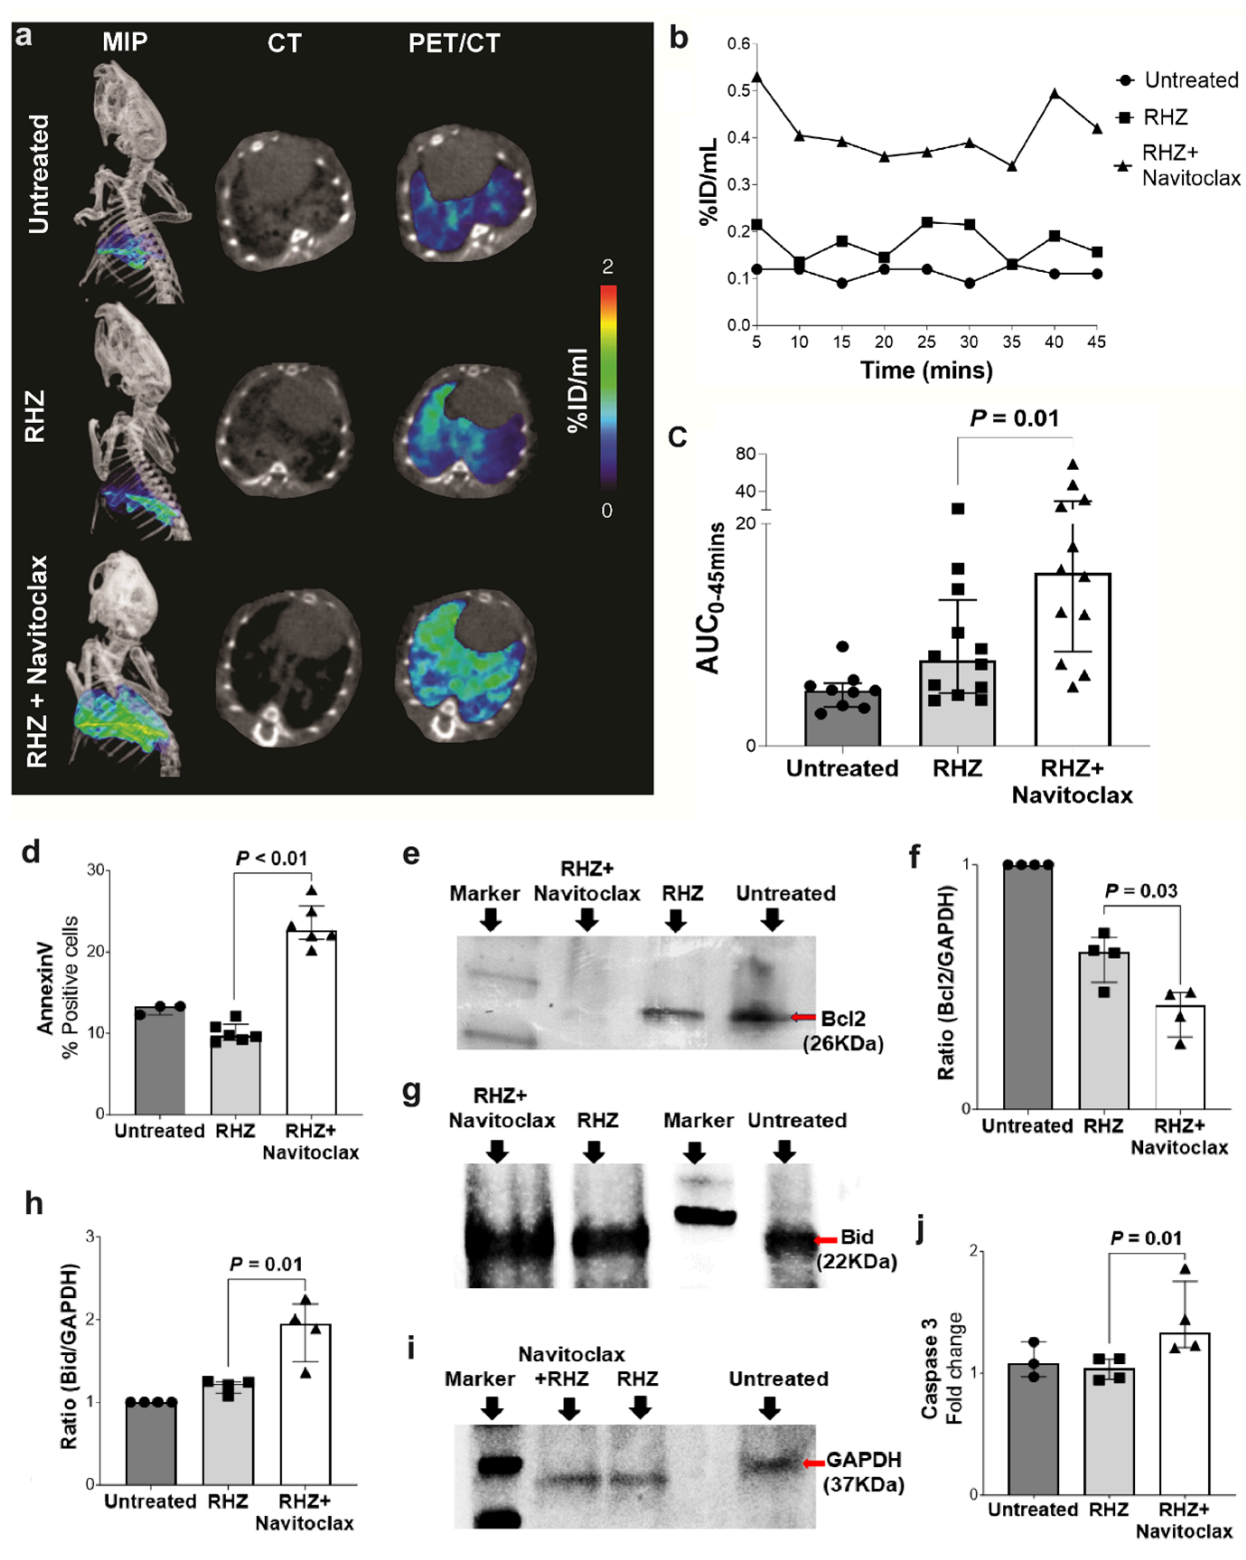 a
MIP
CT
PET/CT
Untreated
RHZ
RHZ + Navitoclax
2
%ID/ml
0
b
0.6
0.5
0.4
0.3
0.2
0.1
0.0
%ID/mL
5 10 15 20 25 30 35 40 45
Time (mins)
Untreated
RHZ
RHZ+
Navitoclax
C
P = 0.01
80
40
20
0
AUC0-45mins
Untreated
RHZ
RHZ+
Navitoclax
d
P < 0.01
30
20
10
0
AnnexinV
% Positive cells
Untreated RHZ RHZ+
Navitoclax
e
RHZ+
Marker Navitoclax RHZ Untreated
Bcl2
(26KDa)
f
1
0
P = 0.03
Ratio (Bcl2/GAPDH)
Untreated RHZ RHZ+
Navitoclax
g
RHZ+
Navitoclax RHZ Marker Untreated
Bid
(22KDa)
h
3
2
1
0
P = 0.01
Ratio (Bid/GAPDH)
Untreated RHZ RHZ+
Navitoclax
i
Navitoclax
Marker +RHZ RHZ Untreated
GAPDH
(37KDa)
j
2
1
0
P = 0.01
Caspase 3
Fold change
Untreated RHZ RHZ+
Navitoclax